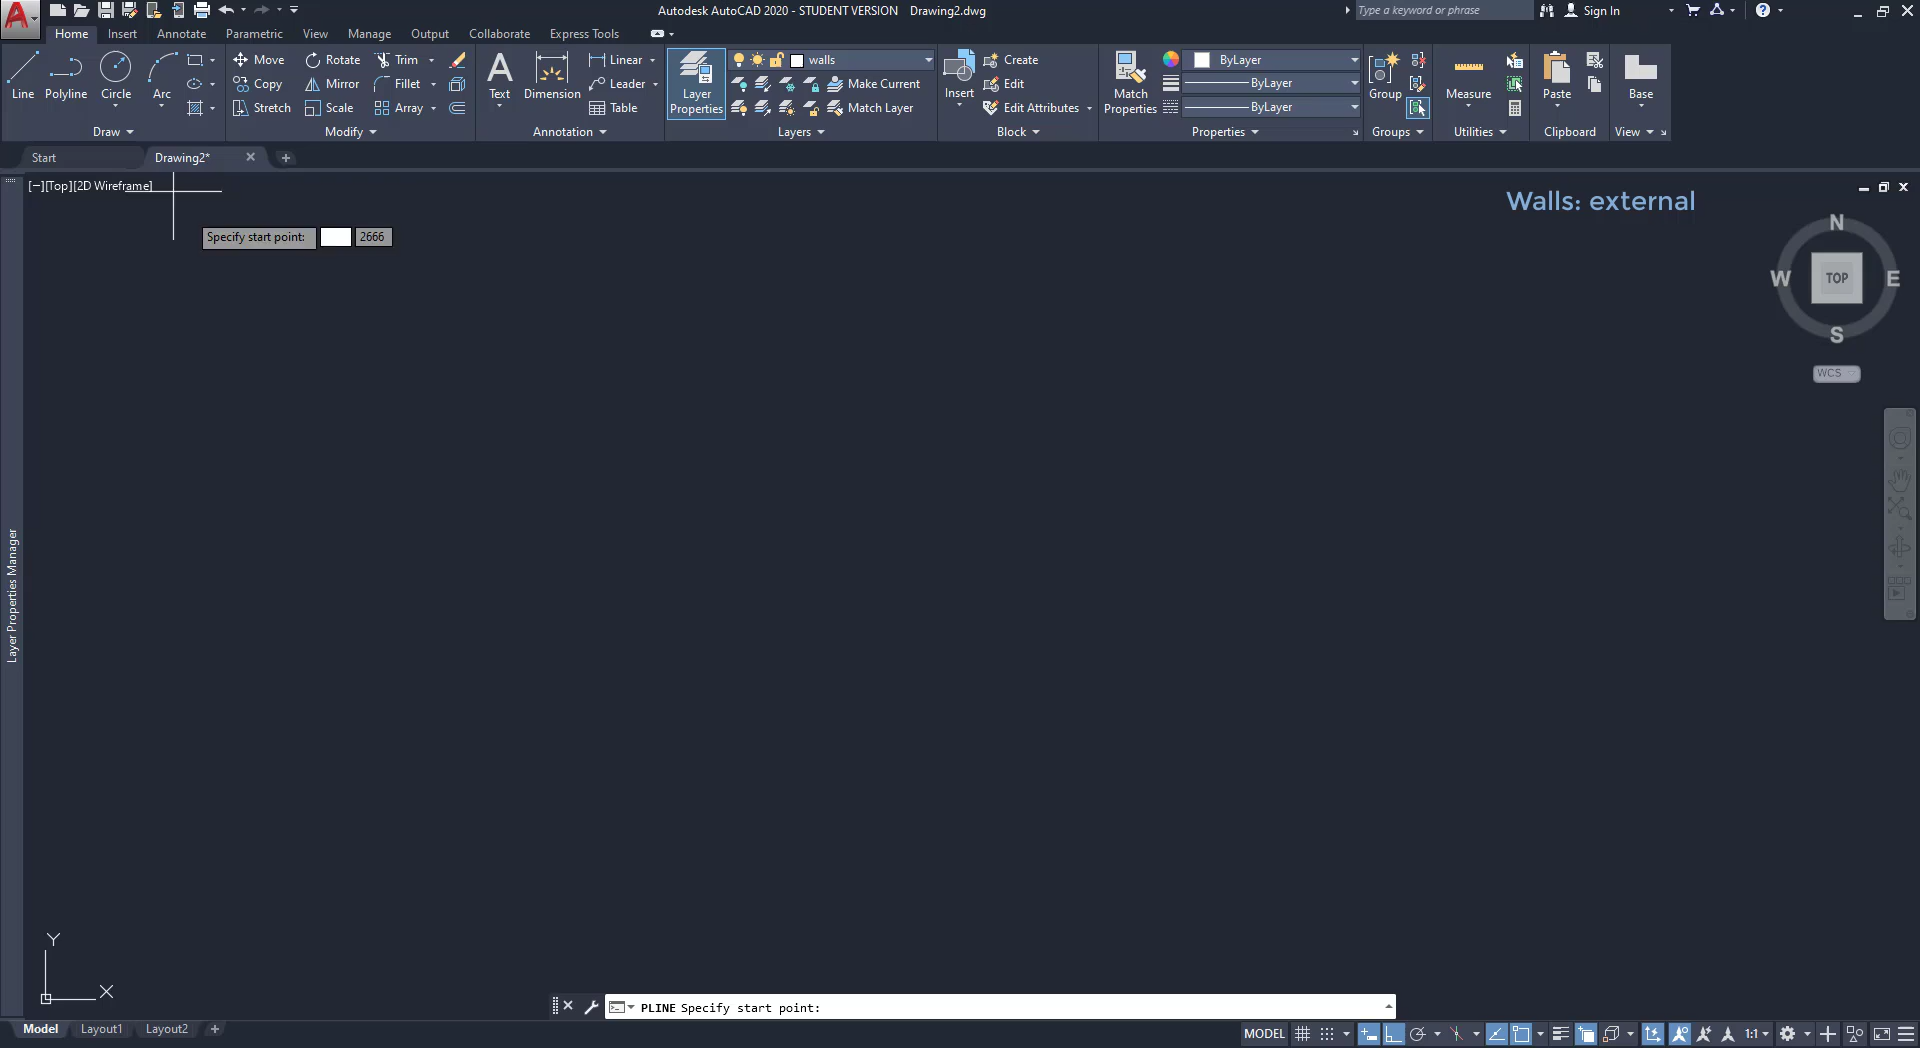 Autodesk AutoCAD 2020 - STUDENT VERSION Drawing2.dwg
Type a keyword or phrase
Sign In
Home Insert Annotate Parametric View Manage Output Collaborate Express Tools
Line Polyline Circle Arc
Move Rotate Trim
Copy Mirror Fillet
Stretch Scale Array
Text Dimension
Linear
Leader
Table
Layer Properties
walls
Make Current
Match Layer
Insert
Create
Edit
Edit Attributes
Match Properties
ByLayer
ByLayer
ByLayer
Group
Measure
Paste
Base
Draw Modify Annotation Layers Block Properties Groups Utilities Clipboard View
Start Drawing2*
[−][Top][2D Wireframe]
Walls: external
Specify start point: 2666
N
W TOP E
S
WCS
Layer Properties Manager
Y
X
PLINE Specify start point:
Model Layout1 Layout2
MODEL 1:1